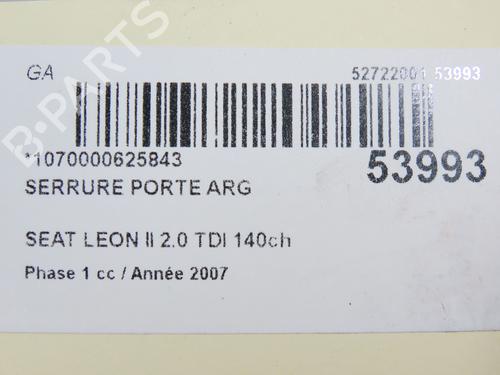 GA
52722001 53993
*1070000625843
53993
SERRURE PORTE ARG
SEAT LEON II 2.0 TDI 140ch
Phase 1 cc / Année 2007
B-PARTS